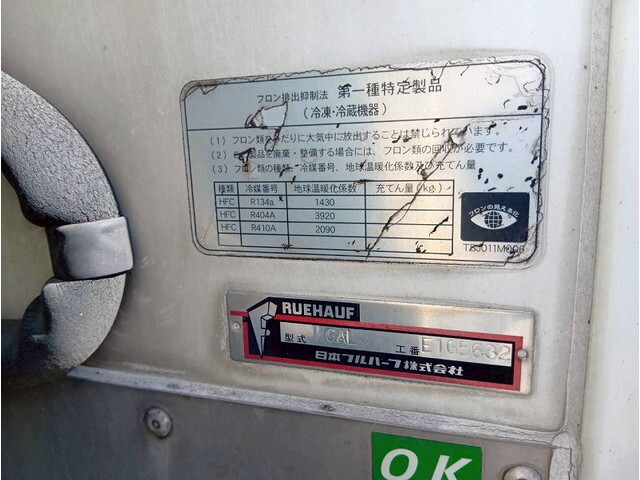 フロン排出抑制法 第一種特定製品
(冷凍・冷蔵機器)
(1) フロン類をみだりに大気中に放出することは禁じられています。
(2) この製品を廃棄・整備する場合には、フロン類の回収が必要です。
(3) フロン類の種類、冷媒番号、地球温暖化係数及び充てん量
種類 冷媒番号 地球温暖化係数 充てん量(kg)
HFC R134a 1430
HFC R404A 3920
HFC R410A 2090
フロンの見える化
RUEHAUF
型式 GAL 工番 E1G5632
日本フルハーフ株式会社
OK